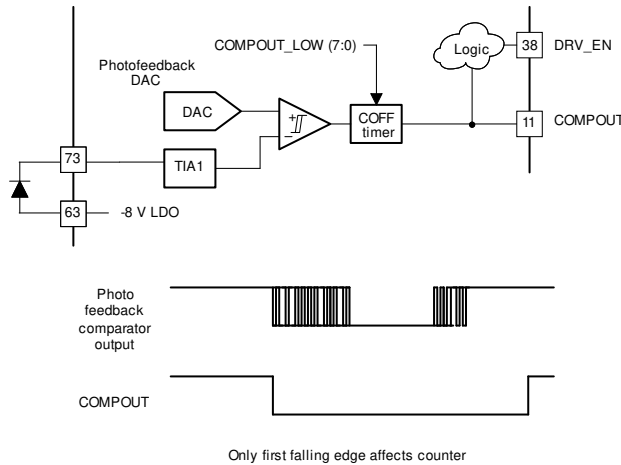 COMPOUT_LOW (7:0)
Logic
38
DRV_EN
Photofeedback
DAC
DAC
+
−
COFF
timer
11
COMPOUT
73
TIA1
63
-8 V LDO
Photo
feedback
comparator
output
COMPOUT
Only first falling edge affects counter